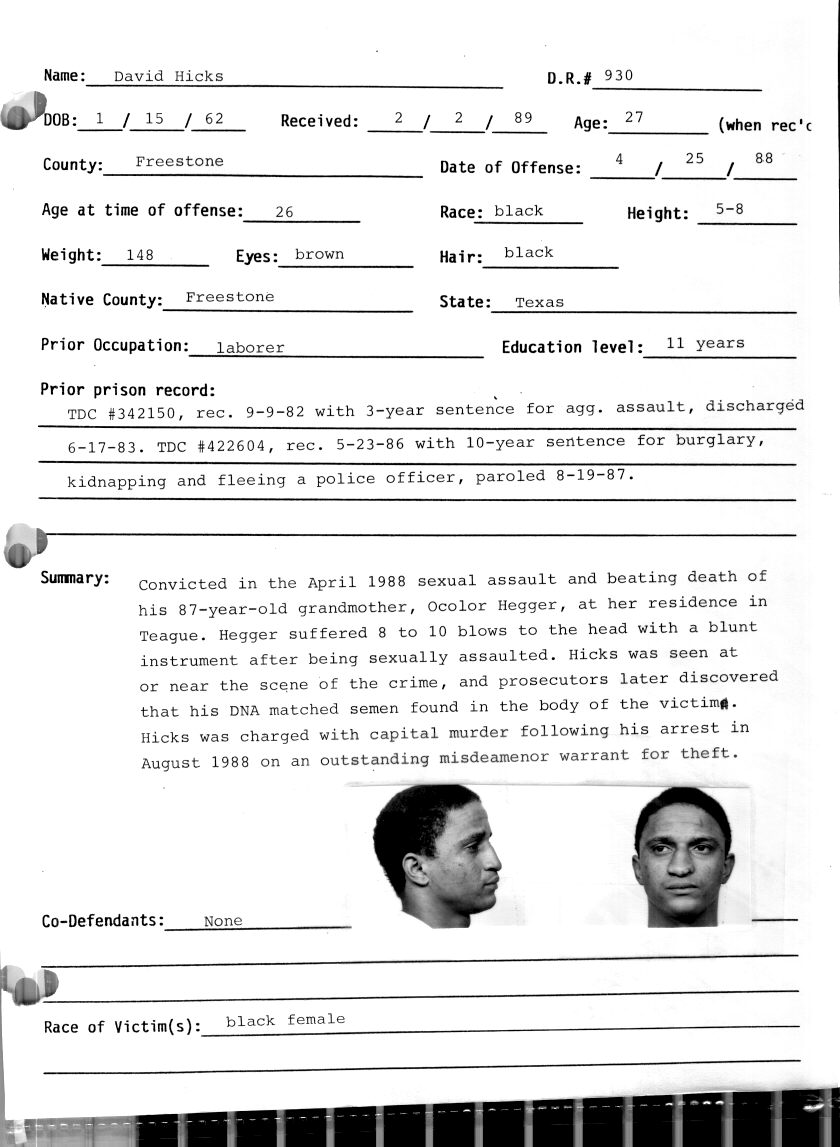 Name: David Hicks D.R.# 930
DOB: 1 / 15 / 62 Received: 2 / 2 / 89 Age: 27 (when rec'd
County: Freestone Date of Offense: 4 / 25 / 88
Age at time of offense: 26 Race: black Height: 5-8
Weight: 148 Eyes: brown Hair: black
Native County: Freestone State: Texas
Prior Occupation: laborer Education level: 11 years
Prior prison record:
TDC #342150, rec. 9-9-82 with 3-year sentence for agg. assault, discharged
6-17-83. TDC #422604, rec. 5-23-86 with 10-year sentence for burglary,
kidnapping and fleeing a police officer, paroled 8-19-87.
Summary: Convicted in the April 1988 sexual assault and beating death of
his 87-year-old grandmother, Ocolor Hegger, at her residence in
Teague. Hegger suffered 8 to 10 blows to the head with a blunt
instrument after being sexually assaulted. Hicks was seen at
or near the scene of the crime, and prosecutors later discovered
that his DNA matched semen found in the body of the victim.
Hicks was charged with capital murder following his arrest in
August 1988 on an outstanding misdeamenor warrant for theft.
Co-Defendants: None
Race of Victim(s): black female